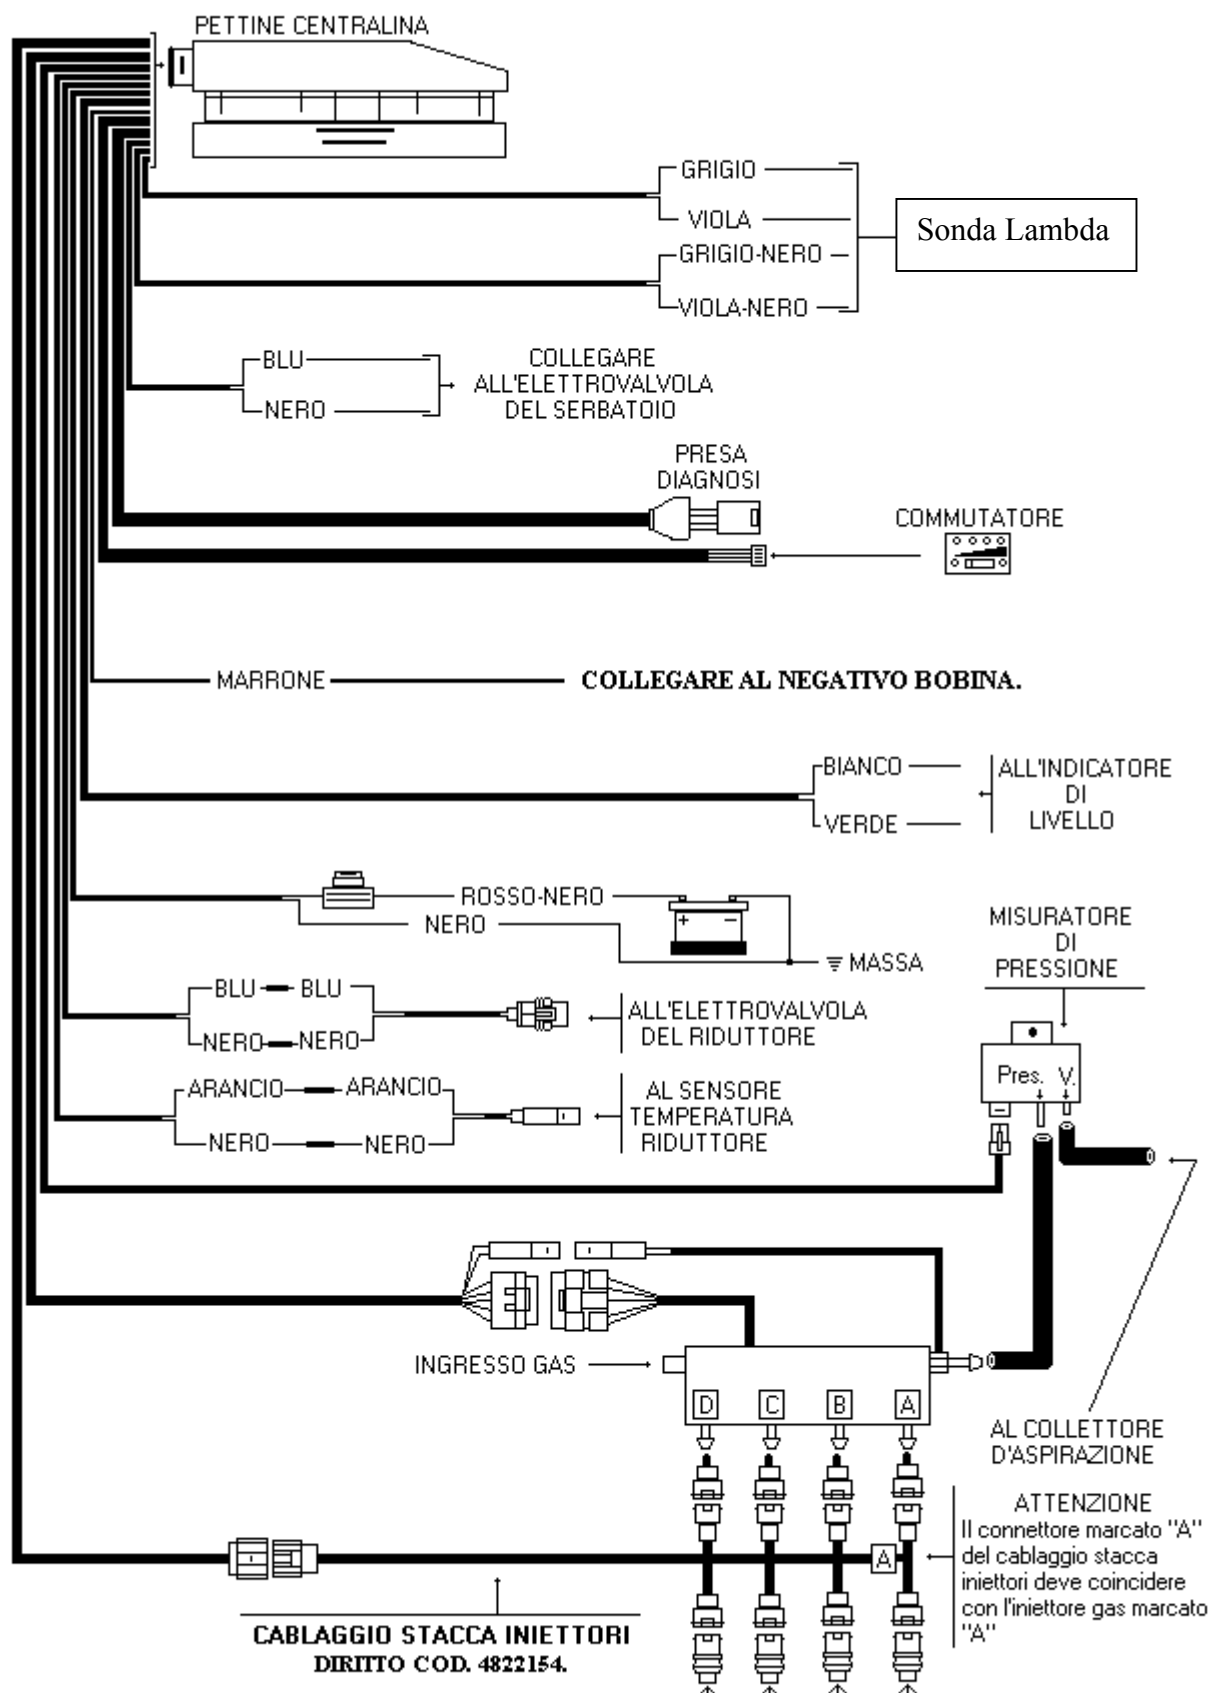 PETTINE CENTRALINA
GRIGIO
VIOLA
GRIGIO-NERO
VIOLA-NERO
Sonda Lambda
BLU
NERO
COLLEGARE
ALL'ELETTROVALVOLA
DEL SERBATOIO
PRESA
DIAGNOSI
COMMUTATORE
MARRONE
COLLEGARE AL NEGATIVO BOBINA.
BIANCO
VERDE
ALL'INDICATORE
DI
LIVELLO
ROSSO-NERO
NERO
+ −
MASSA
MISURATORE
DI
PRESSIONE
BLU BLU
NERO NERO
ALL'ELETTROVALVOLA
DEL RIDUTTORE
Pres. V.
ARANCIO ARANCIO
NERO NERO
AL SENSORE
TEMPERATURA
RIDUTTORE
INGRESSO GAS
D C B A
AL COLLETTORE
D'ASPIRAZIONE
A
ATTENZIONE
Il connettore marcato "A"
del cablaggio stacca
iniettori deve coincidere
con l'iniettore gas marcato
"A"
CABLAGGIO STACCA INIETTORI
DIRITTO COD. 4822154.